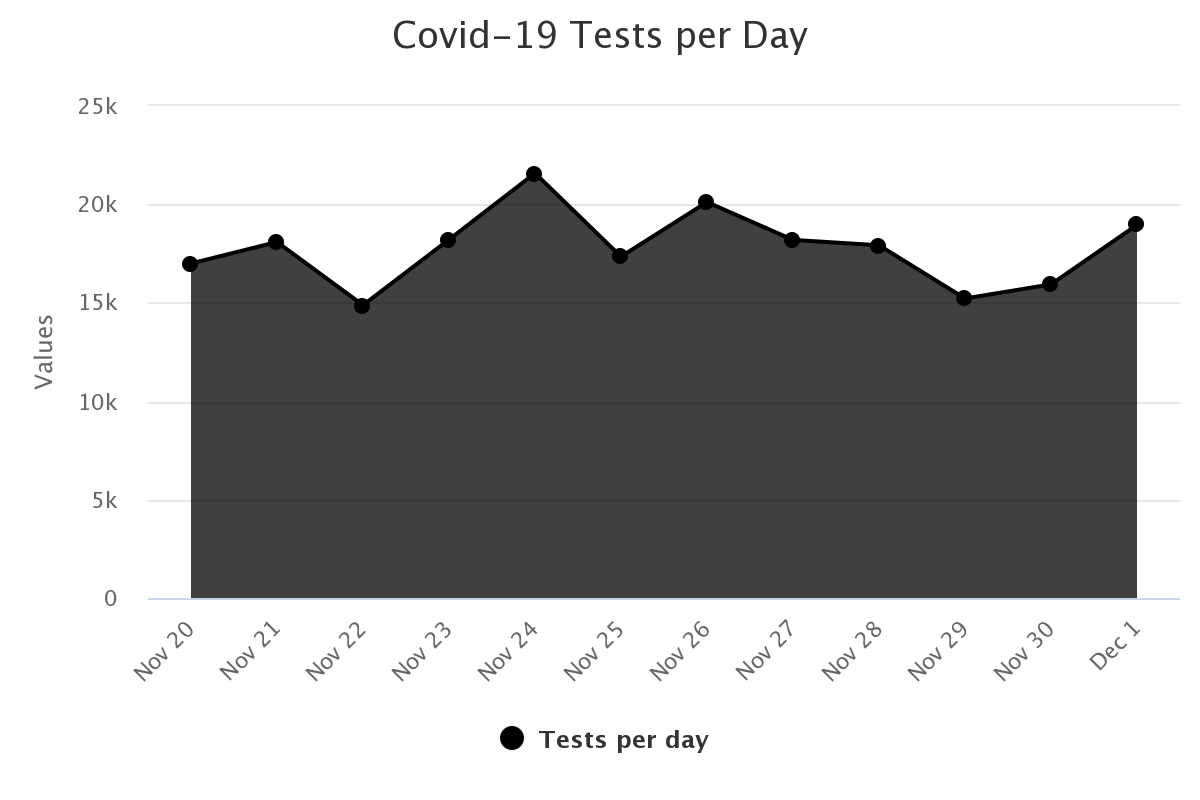 Covid-19 Tests per Day
25k
20k
15k
10k
5k
0
Values
Nov 20
Nov 21
Nov 22
Nov 23
Nov 24
Nov 25
Nov 26
Nov 27
Nov 28
Nov 29
Nov 30
Dec 1
Tests per day